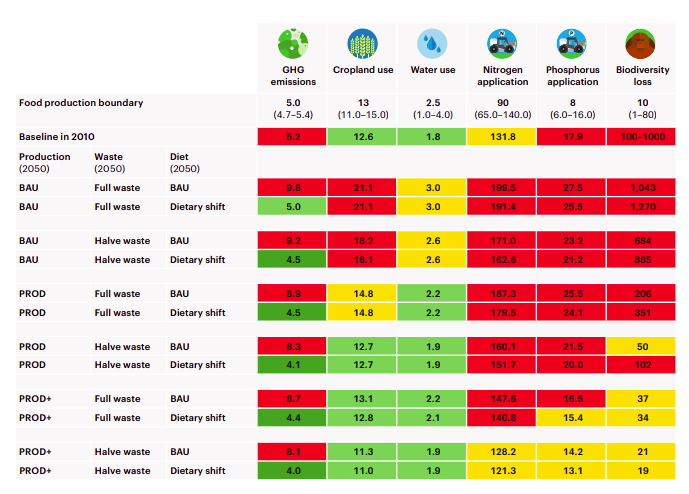 N P
GHG emissions Cropland use Water use Nitrogen application Phosphorus application Biodiversity loss
Food production boundary 5.0 13 2.5 90 8 10
(4.7–5.4) (11.0–15.0) (1.0–4.0) (65.0–140.0) (6.0–16.0) (1–80)
Baseline in 2010 5.2 12.6 1.8 131.8 17.9 100–1000
Production Waste Diet
(2050) (2050) (2050)
BAU Full waste BAU 9.8 21.1 3.0 199.5 27.5 1,043
BAU Full waste Dietary shift 5.0 21.1 3.0 191.4 25.5 1,270
BAU Halve waste BAU 9.2 18.2 2.6 171.0 23.2 684
BAU Halve waste Dietary shift 4.5 18.1 2.6 162.6 21.2 885
PROD Full waste BAU 8.9 14.8 2.2 187.3 25.5 206
PROD Full waste Dietary shift 4.5 14.8 2.2 179.5 24.1 351
PROD Halve waste BAU 8.3 12.7 1.9 160.1 21.5 50
PROD Halve waste Dietary shift 4.1 12.7 1.9 151.7 20.0 102
PROD+ Full waste BAU 8.7 13.1 2.2 147.6 16.5 37
PROD+ Full waste Dietary shift 4.4 12.8 2.1 140.8 15.4 34
PROD+ Halve waste BAU 8.1 11.3 1.9 128.2 14.2 21
PROD+ Halve waste Dietary shift 4.0 11.0 1.9 121.3 13.1 19